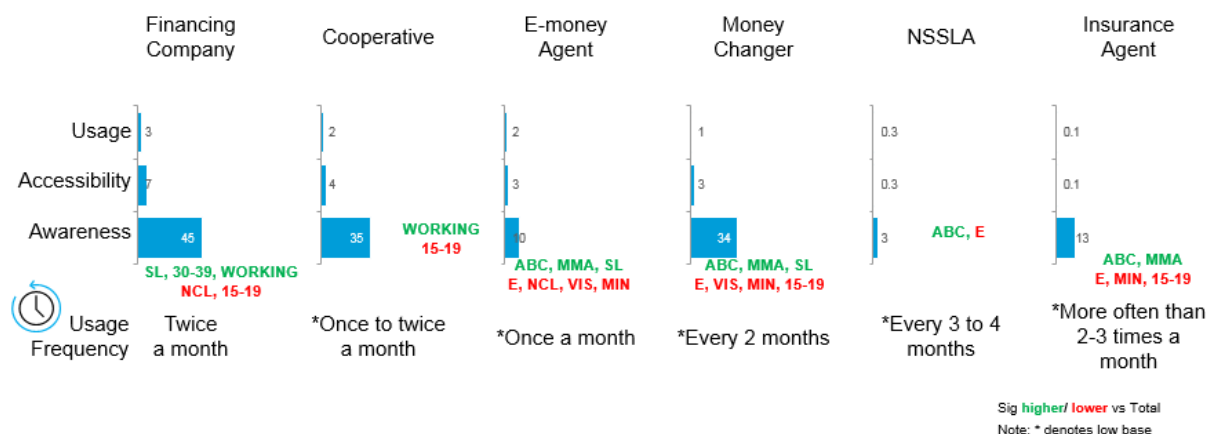 Financing
Company
Cooperative
E-money
Agent
Money
Changer
NSSLA
Insurance
Agent
Usage
3
2
2
1
0.3
0.1
Accessibility
7
4
3
3
0.3
0.1
Awareness
45
35
10
34
3
13
SL, 30-39, WORKING
NCL, 15-19
WORKING
15-19
ABC, MMA, SL
E, NCL, VIS, MIN
ABC, MMA, SL
E, VIS, MIN, 15-19
ABC, E
ABC, MMA
E, MIN, 15-19
Usage
Frequency
Twice
a month
*Once to twice
a month
*Once a month
*Every 2 months
*Every 3 to 4
months
*More often than
2-3 times a
month
Sig higher/ lower vs Total
Note: * denotes low base